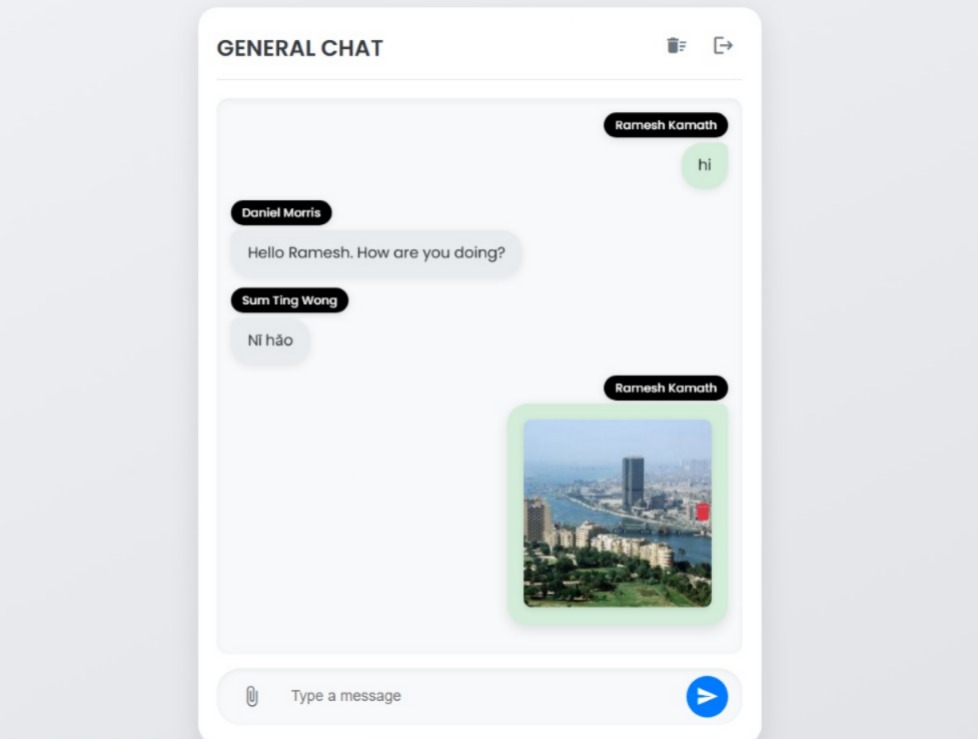 GENERAL CHAT
Ramesh Kamath
hi
Daniel Morris
Hello Ramesh. How are you doing?
Sum Ting Wong
Nǐ hǎo
Ramesh Kamath
Type a message